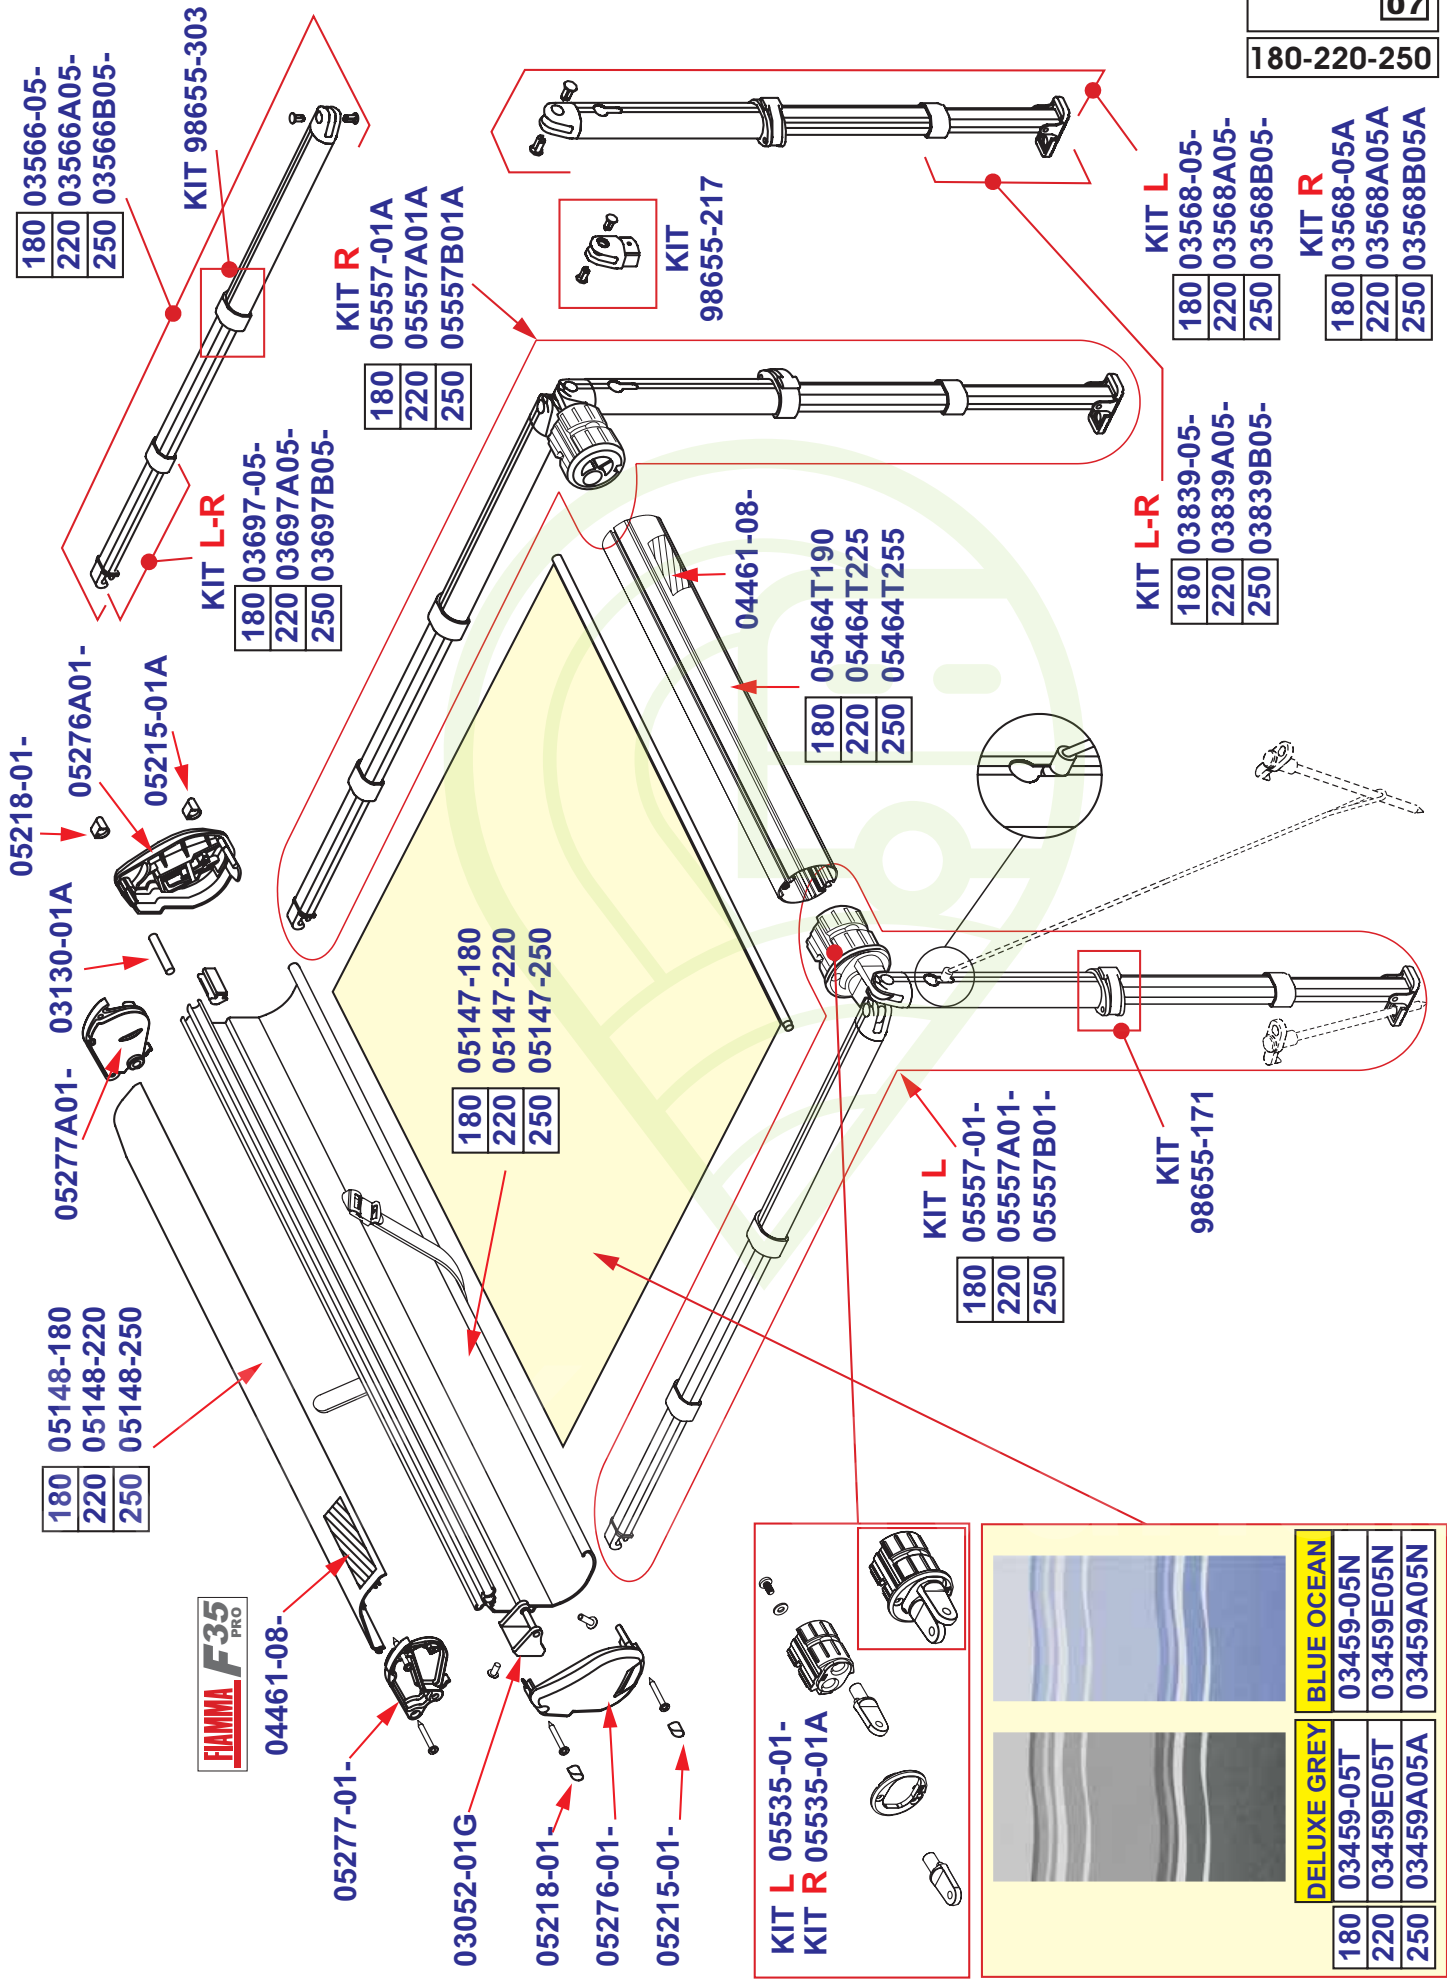 07
180-220-250
180 03566-05-
220 03566A05-
250 03566B05-
KIT 98655-303
KIT L-R
180 03697-05-
220 03697A05-
250 03697B05-
KIT R
180 05557-01A
220 05557A01A
250 05557B01A
KIT
98655-217
KIT L
180 03568-05-
220 03568A05-
250 03568B05-
KIT R
180 03568-05A
220 03568A05A
250 03568B05A
KIT L-R
180 03839-05-
220 03839A05-
250 03839B05-
05218-01-
05276A01-
05215-01A
03130-01A
05277A01-
04461-08-
180 05464T190
220 05464T225
250 05464T255
180 05147-180
220 05147-220
250 05147-250
180 05148-180
220 05148-220
250 05148-250
KIT L
180 05557-01-
220 05557A01-
250 05557B01-
KIT
98655-171
FIAMMA F35 PRO
04461-08-
05277-01-
03052-01G
05218-01-
05276-01-
05215-01-
KIT L 05535-01-
KIT R 05535-01A
DELUXE GREY BLUE OCEAN
180 03459-05T 03459-05N
220 03459E05T 03459E05N
250 03459A05A 03459A05N